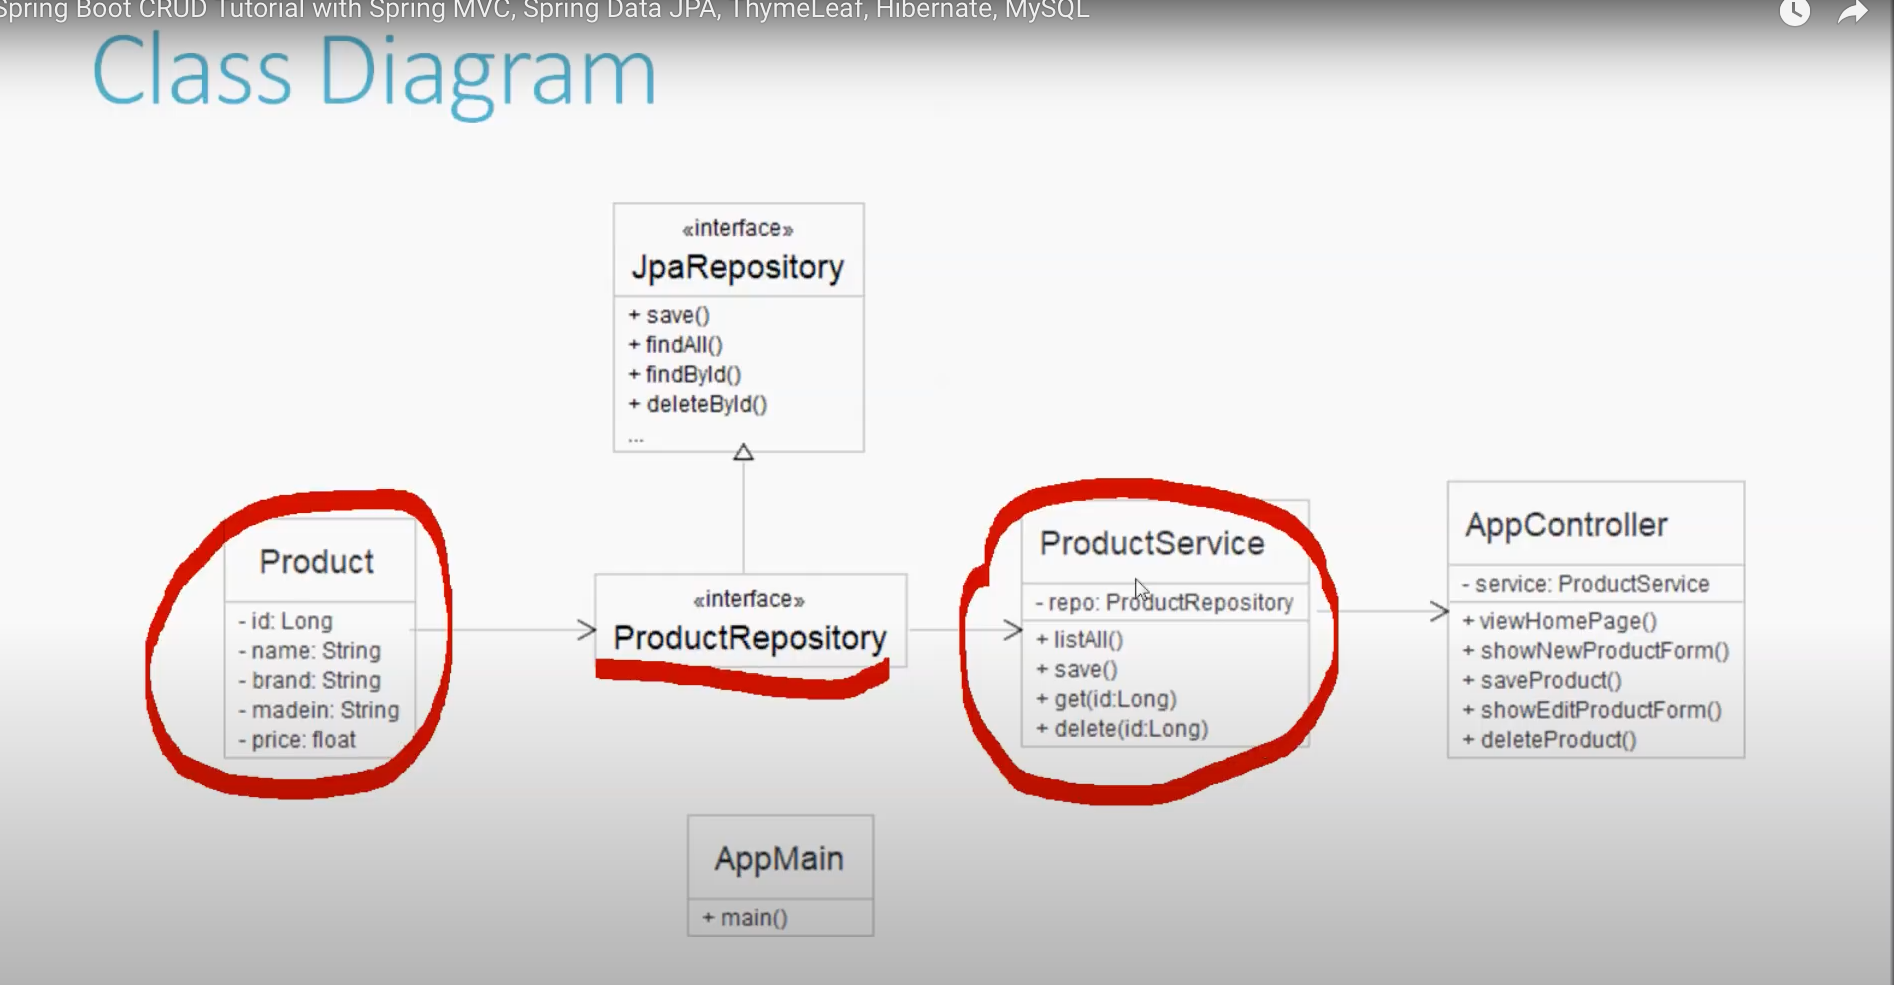 Spring Boot CRUD Tutorial with Spring MVC, Spring Data JPA, ThymeLeaf, Hibernate, MySQL
Class Diagram
«interface»
JpaRepository
+ save()
+ findAll()
+ findById()
+ deleteById()
...
Product
- id: Long
- name: String
- brand: String
- madein: String
- price: float
«interface»
ProductRepository
ProductService
- repo: ProductRepository
+ listAll()
+ save()
+ get(id:Long)
+ delete(id:Long)
AppController
- service: ProductService
+ viewHomePage()
+ showNewProductForm()
+ saveProduct()
+ showEditProductForm()
+ deleteProduct()
AppMain
+ main()